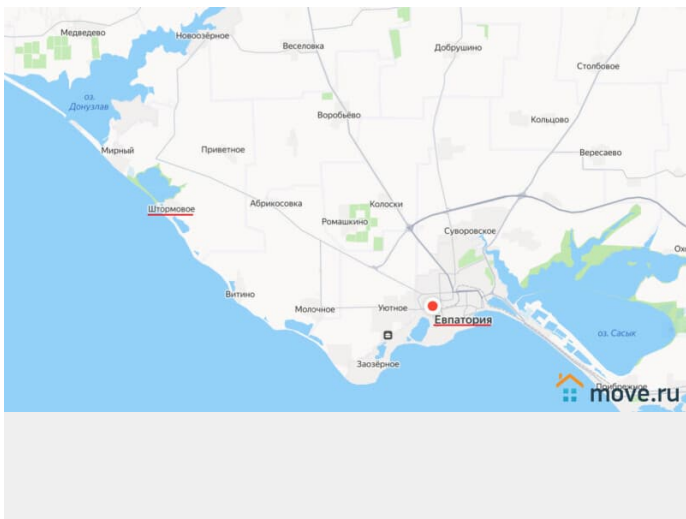 Медведево
Новоозёрное
Веселовка
Добрушино
Столбовое
оз.
Донузлав
Воробьёво
Кольцово
Мирный
Приветное
Вересаево
Штормовое
Абрикосовка
Колоски
Ромашкино
Суворовское
Витино
Молочное
Уютное
Евпатория
оз. Сасык
Заозёрное
Прибрежное
move.ru